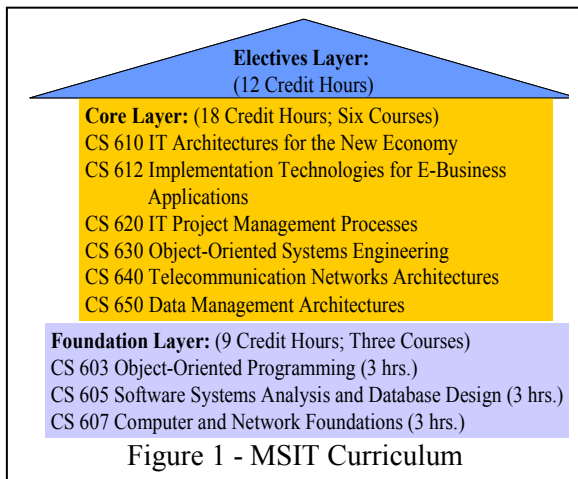 Electives Layer:
(12 Credit Hours)
Core Layer: (18 Credit Hours; Six Courses)
CS 610 IT Architectures for the New Economy
CS 612 Implementation Technologies for E-Business
Applications
CS 620 IT Project Management Processes
CS 630 Object-Oriented Systems Engineering
CS 640 Telecommunication Networks Architectures
CS 650 Data Management Architectures
Foundation Layer: (9 Credit Hours; Three Courses)
CS 603 Object-Oriented Programming (3 hrs.)
CS 605 Software Systems Analysis and Database Design (3 hrs.)
CS 607 Computer and Network Foundations (3 hrs.)
Figure 1 - MSIT Curriculum